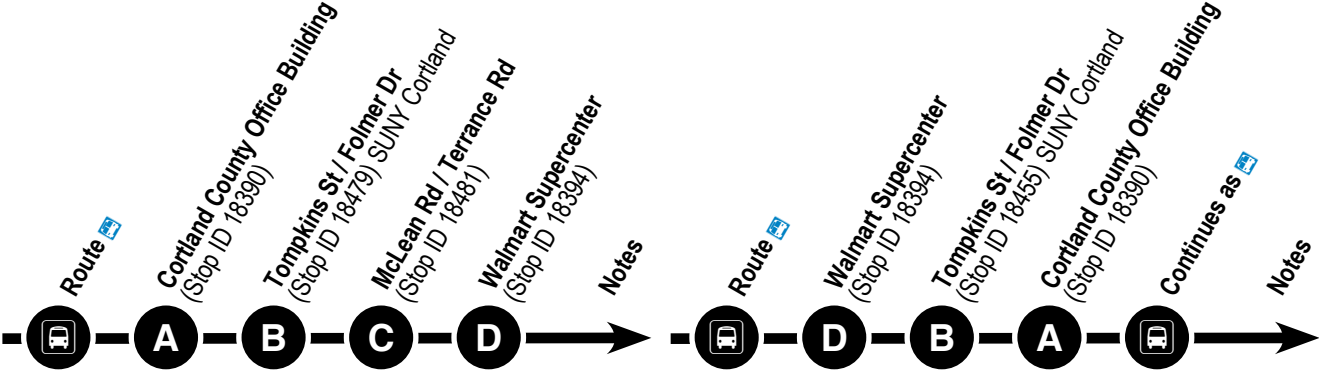 Route
Cortland County Office Building
(Stop ID 18390)
Tompkins St / Folmer Dr
(Stop ID 18479) SUNY Cortland
McLean Rd / Terrance Rd
(Stop ID 18481)
Walmart Supercenter
(Stop ID 18394)
Notes
A
B
C
D
Route
Walmart Supercenter
(Stop ID 18394)
Tompkins St / Folmer Dr
(Stop ID 18455) SUNY Cortland
Cortland County Office Building
(Stop ID 18390)
Continues as
Notes
D
B
A